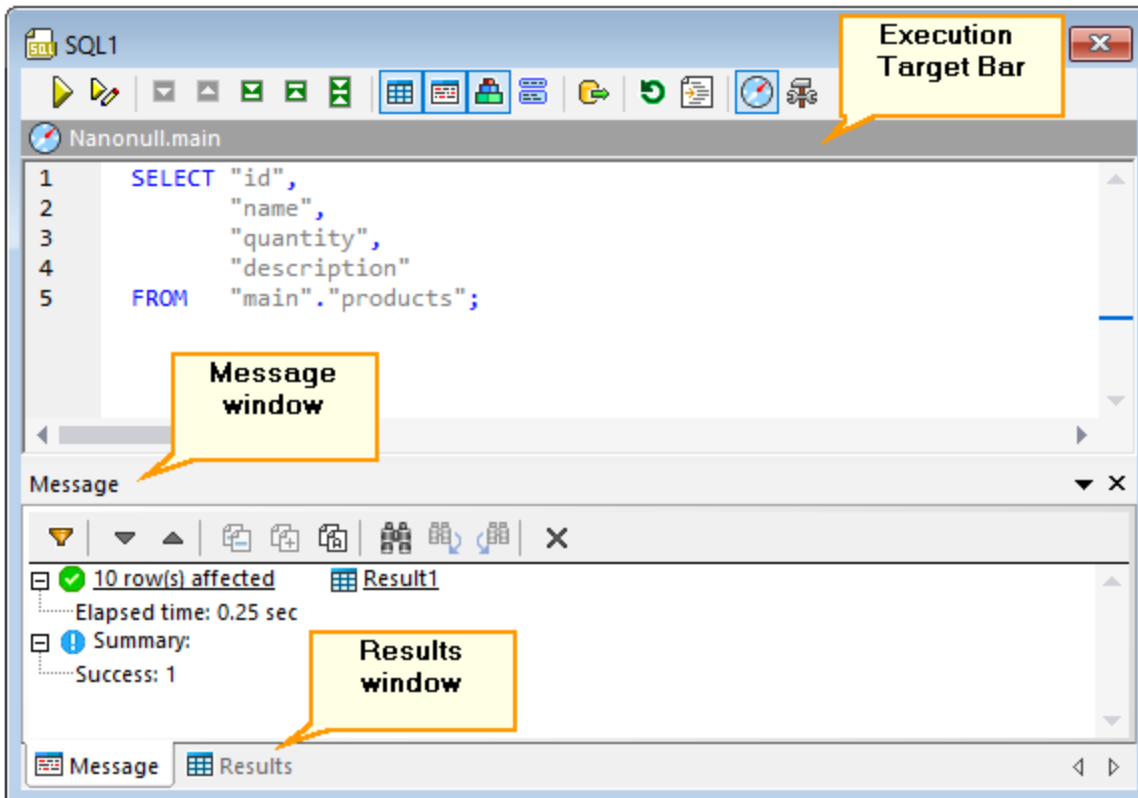 SQL1
Execution
Target Bar
Nanonull.main
1 SELECT "id",
2 "name",
3 "quantity",
4 "description"
5 FROM "main"."products";
Message
window
Message
10 row(s) affected Result1
Elapsed time: 0.25 sec
Summary:
Success: 1
Results
window
Message Results